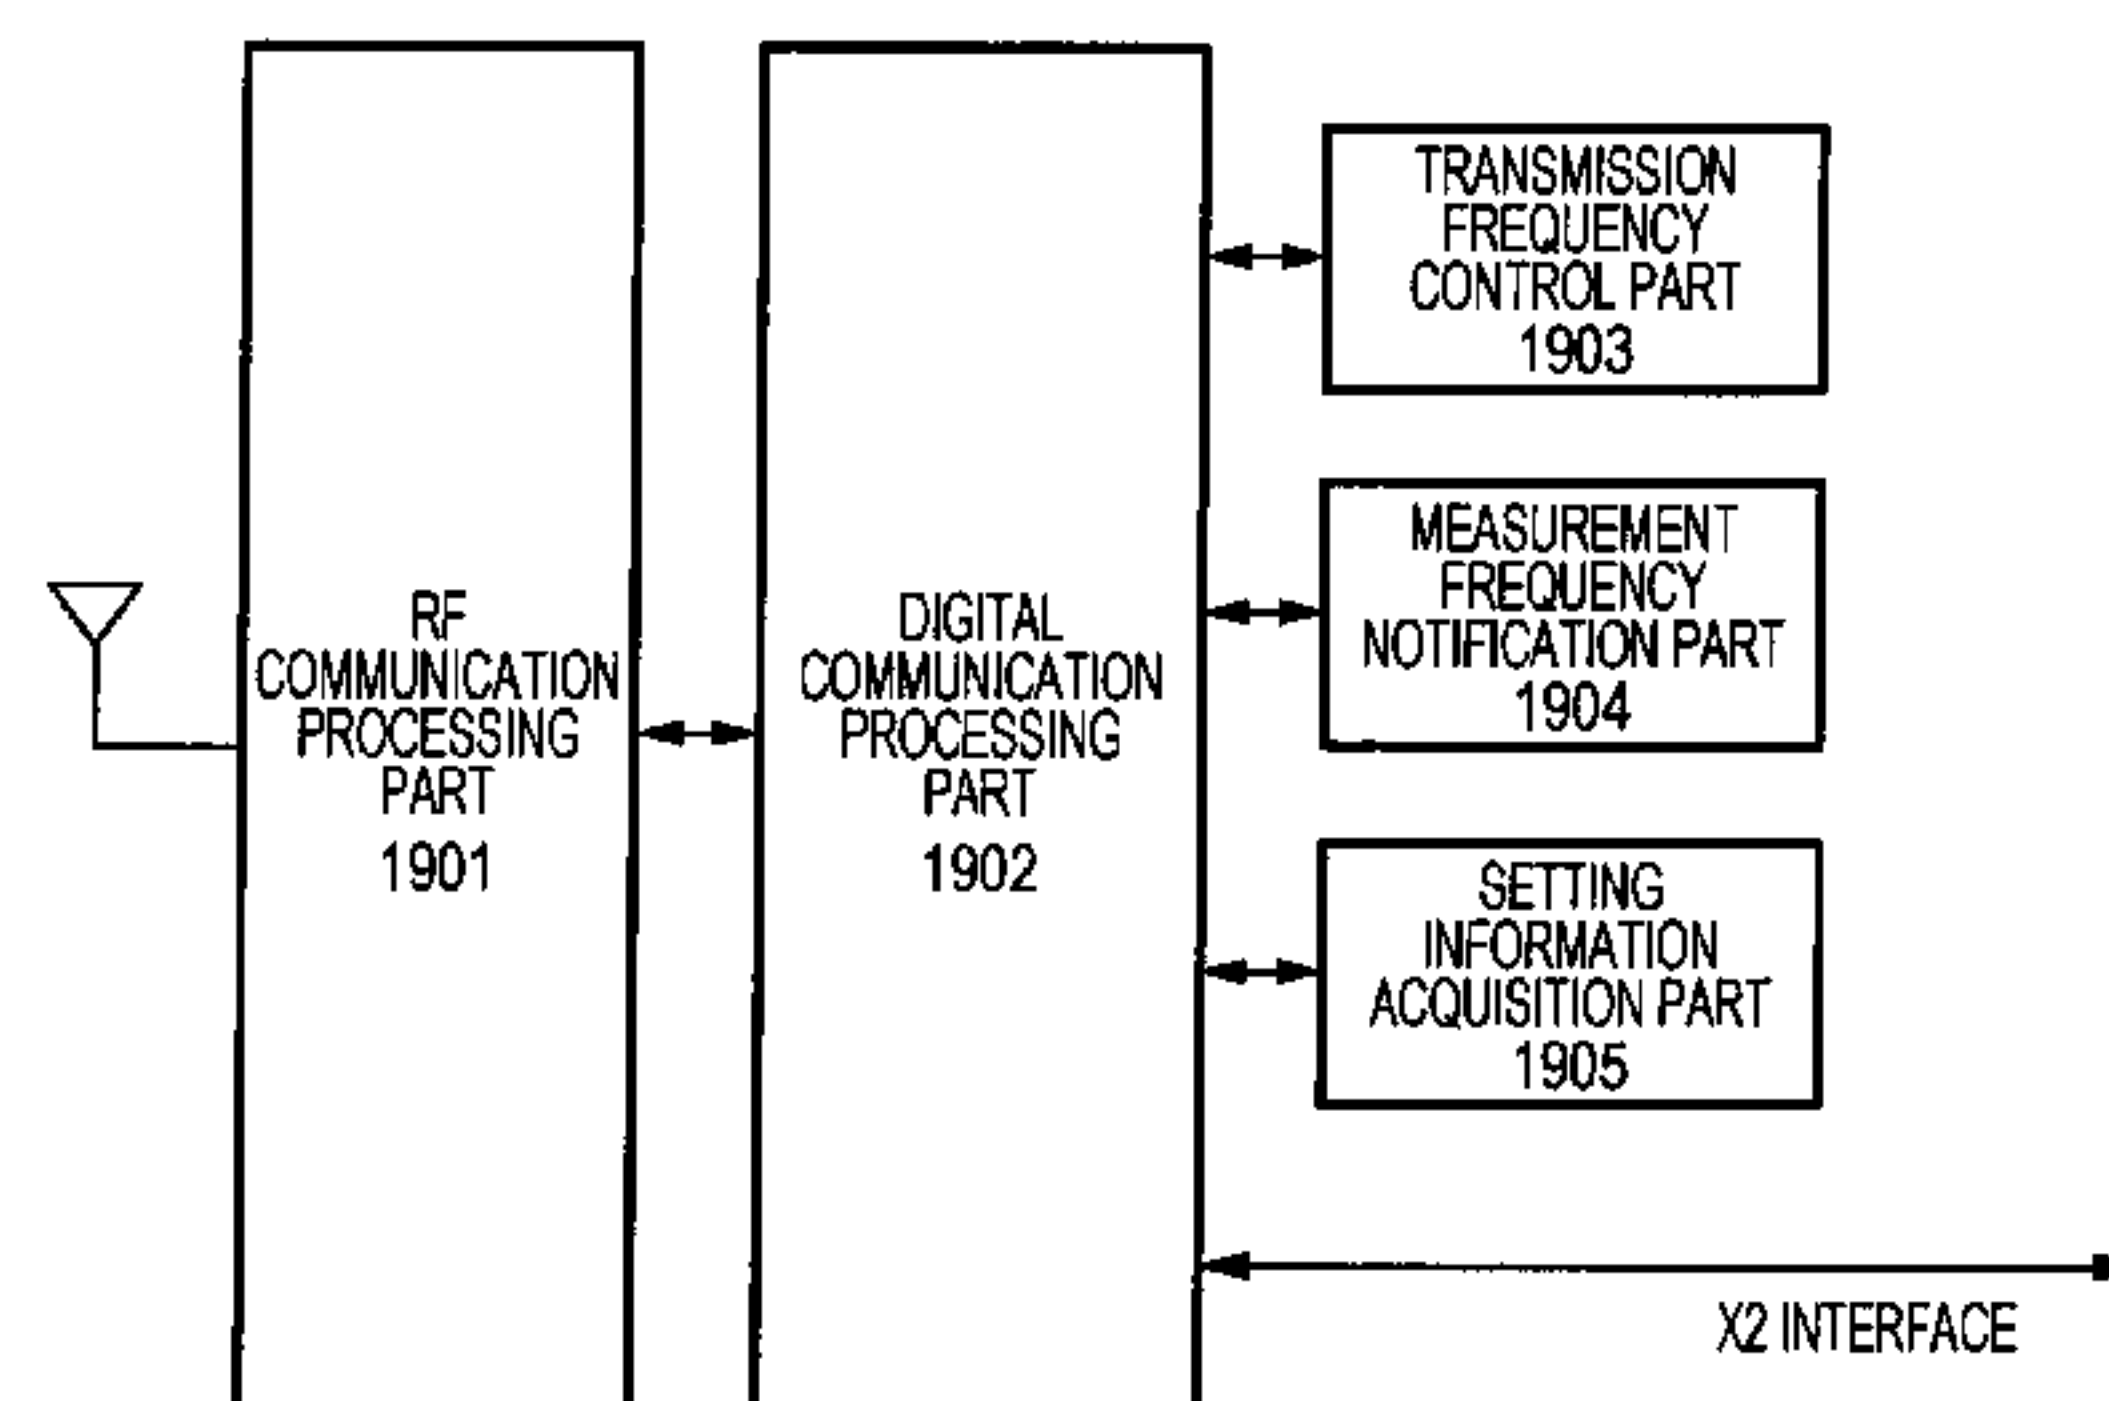 RF
COMMUNICATION
PROCESSING
PART
1901
DIGITAL
COMMUNICATION
PROCESSING
PART
1902
TRANSMISSION
FREQUENCY
CONTROL PART
1903
MEASUREMENT
FREQUENCY
NOTIFICATION PART
1904
SETTING
INFORMATION
ACQUISITION PART
1905
X2 INTERFACE